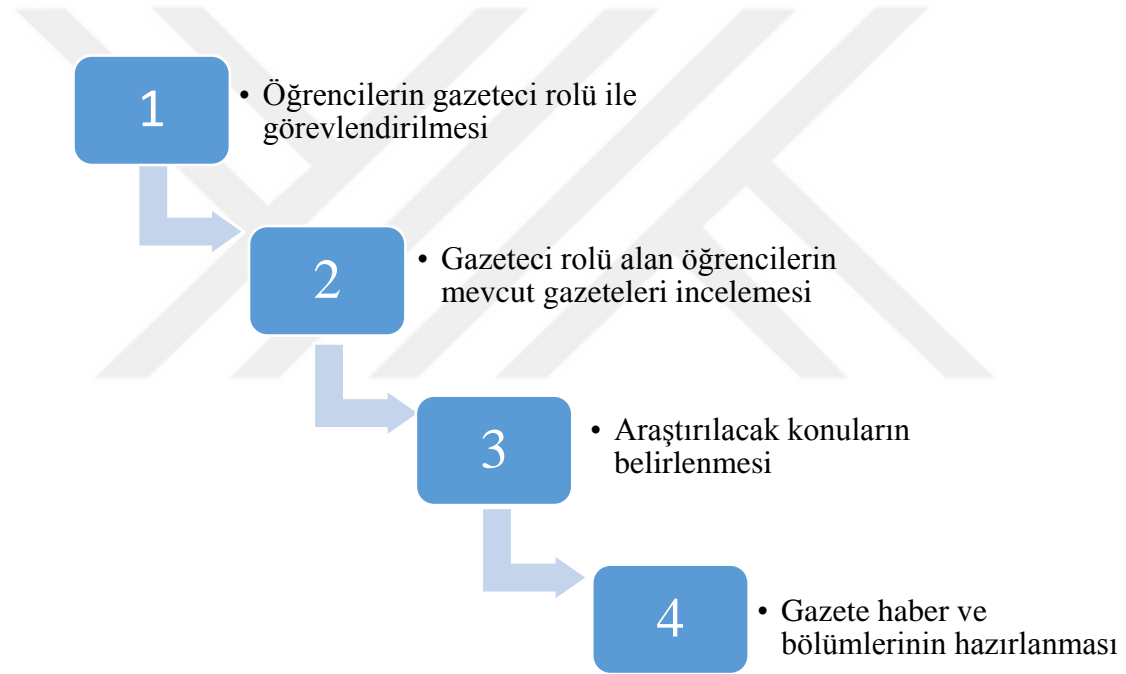 1
• Öğrencilerin gazeteci rolü ile
görevlendirilmesi
2
• Gazeteci rolü alan öğrencilerin
mevcut gazeteleri incelemesi
3
• Araştırılacak konuların
belirlenmesi
4
• Gazete haber ve
bölümlerinin hazırlanması